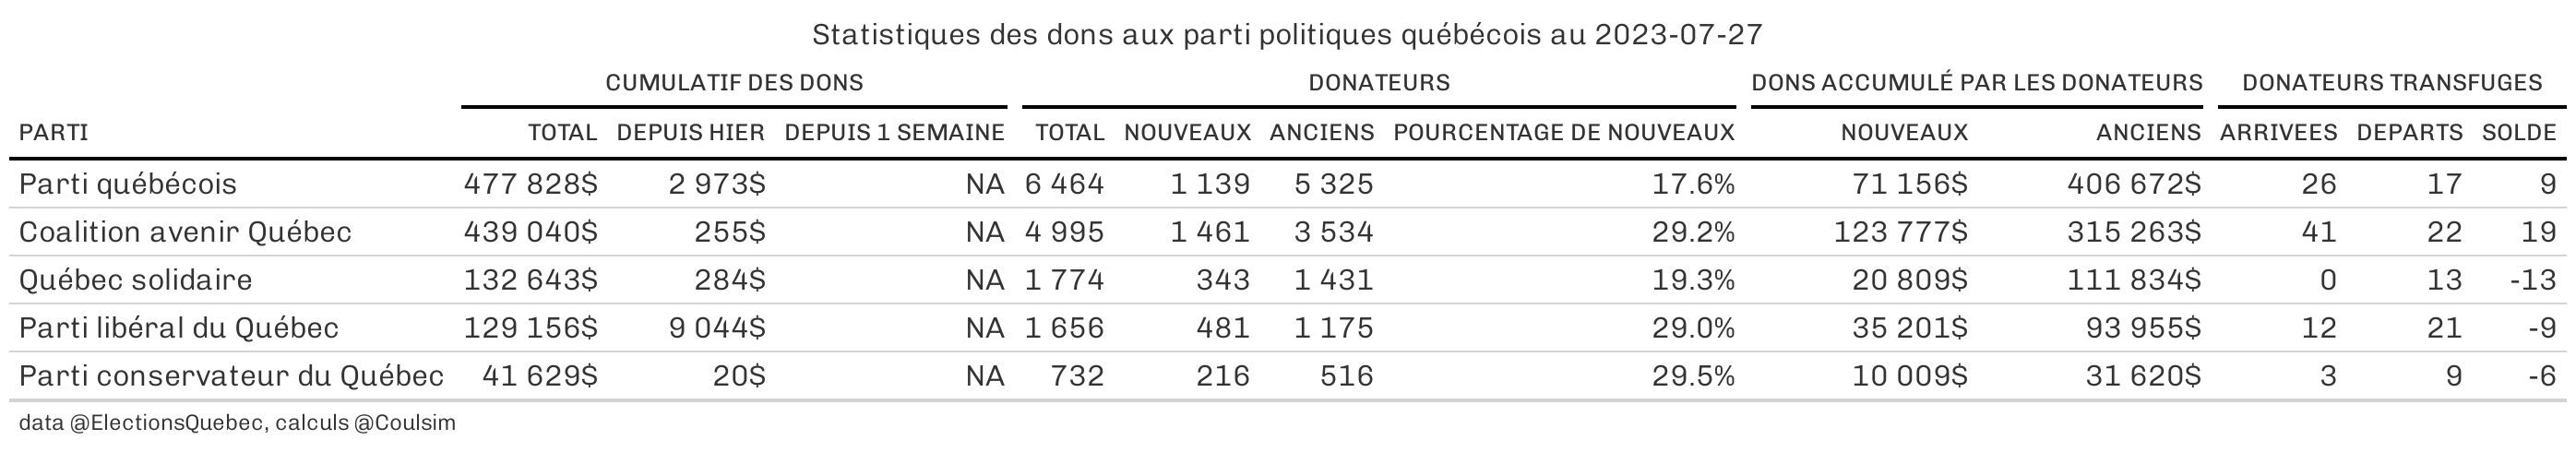 Statistiques des dons aux parti politiques québécois au 2023-07-27
CUMULATIF DES DONS DONATEURS DONS ACCUMULÉ PAR LES DONATEURS DONATEURS TRANSFUGES
PARTI TOTAL DEPUIS HIER DEPUIS 1 SEMAINE TOTAL NOUVEAUX ANCIENS POURCENTAGE DE NOUVEAUX NOUVEAUX ANCIENS ARRIVEES DEPARTS SOLDE
Parti québécois 477 828$ 2 973$ NA 6 464 1 139 5 325 17.6% 71 156$ 406 672$ 26 17 9
Coalition avenir Québec 439 040$ 255$ NA 4 995 1 461 3 534 29.2% 123 777$ 315 263$ 41 22 19
Québec solidaire 132 643$ 284$ NA 1 774 343 1 431 19.3% 20 809$ 111 834$ 0 13 -13
Parti libéral du Québec 129 156$ 9 044$ NA 1 656 481 1 175 29.0% 35 201$ 93 955$ 12 21 -9
Parti conservateur du Québec 41 629$ 20$ NA 732 216 516 29.5% 10 009$ 31 620$ 3 9 -6
data @ElectionsQuebec, calculs @Coulsim